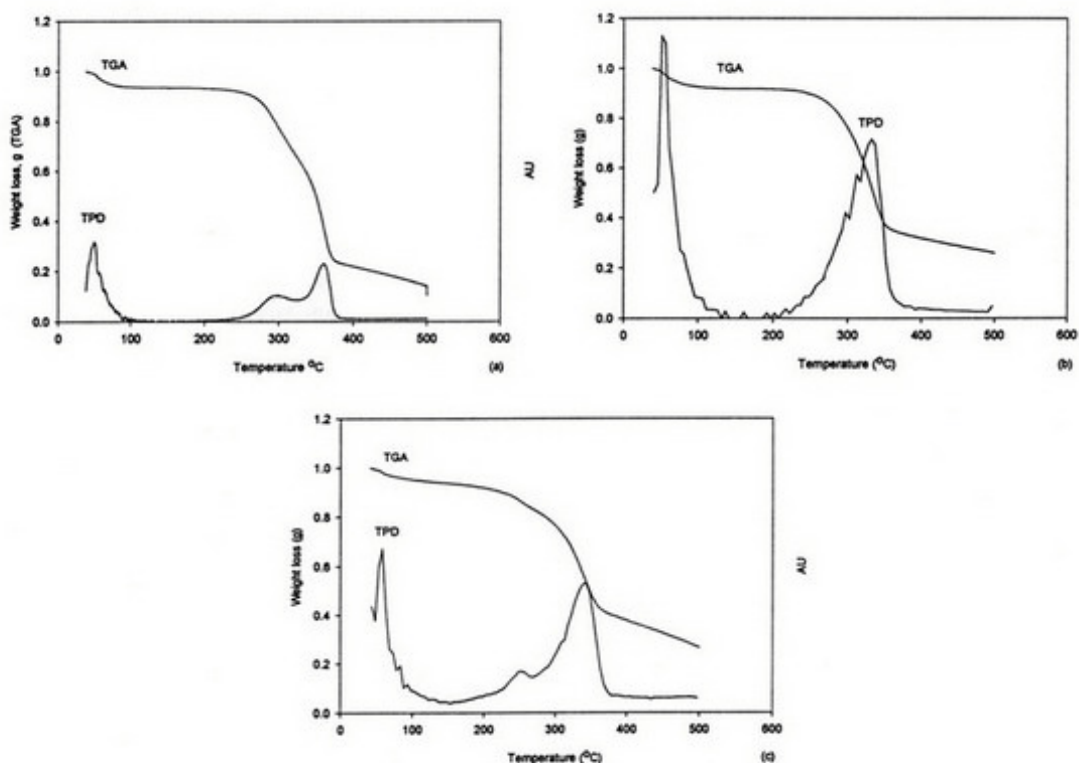 1.2
1.0
0.8
0.6
0.4
0.2
0.0
Weight loss, g (TGA)
TGA
TPD
AU
0 100 200 300 400 500 600
Temperature ⁰C
(a)
1.2
1.0
0.8
0.6
0.4
0.2
0.0
Weight loss (g)
TGA
TPD
0 100 200 300 400 500 600
Temperature (⁰C)
(b)
1.2
1.0
0.8
0.6
0.4
0.2
0.0
Weight loss (g)
TGA
TPD
AU
0 100 200 300 400 500 600
Temperature (⁰C)
(c)